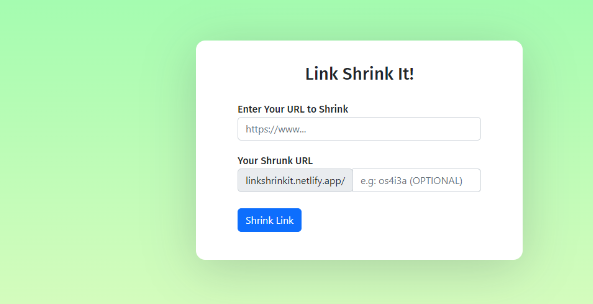 Link Shrink It!
Enter Your URL to Shrink
https://www...
Your Shrunk URL
linkshrinkit.netlify.app/ e.g: os4i3a (OPTIONAL)
Shrink Link